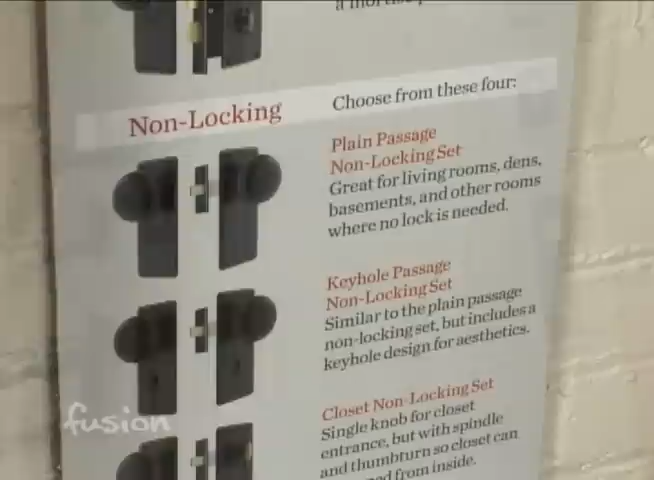 Non-Locking
Choose from these four:
Plain Passage
Non-Locking Set
Great for living rooms, dens,
basements, and other rooms
where no lock is needed.
Keyhole Passage
Non-Locking Set
Similar to the plain passage
non-locking set, but includes a
keyhole design for aesthetics.
Closet Non-Locking Set
Single knob for closet
entrance, but with spindle
and thumbturn so closet can
from inside.
fusion